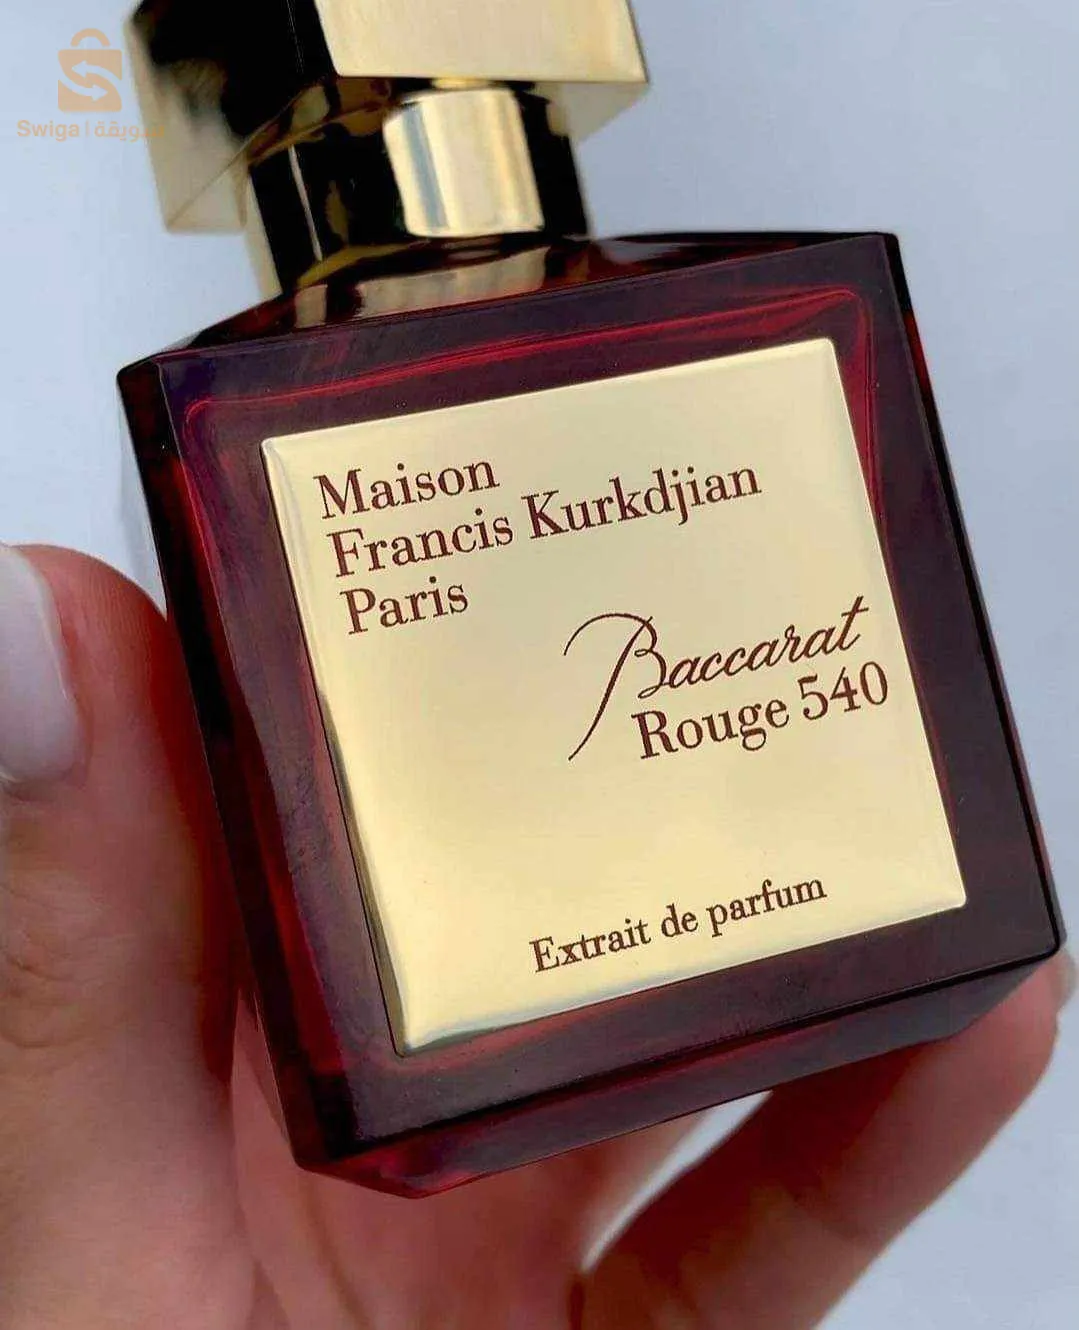 Swiga | سويقة
Maison
Francis Kurkdjian
Paris
Baccarat
Rouge 540
Extrait de parfum